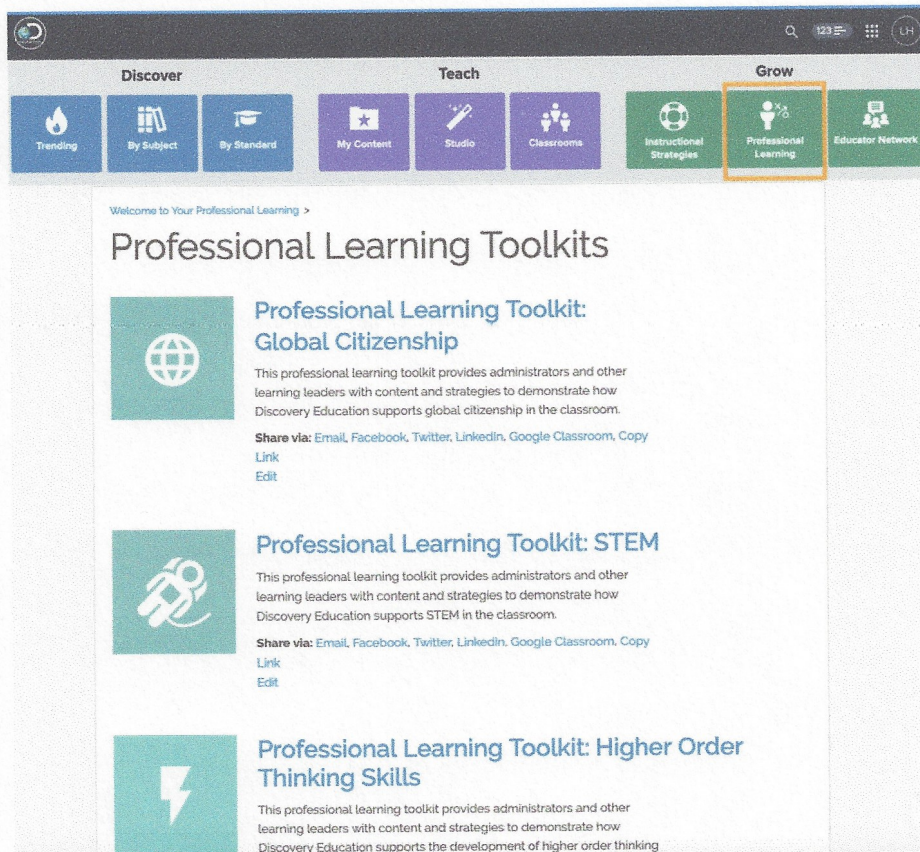 123
LH
Discover
Teach
Grow
Trending
By Subject
By Standard
My Content
Studio
Classrooms
Instructional
Strategies
Professional
Learning
Educator Network
Welcome to Your Professional Learning >
Professional Learning Toolkits
Professional Learning Toolkit:
Global Citizenship
This professional learning toolkit provides administrators and other
learning leaders with content and strategies to demonstrate how
Discovery Education supports global citizenship in the classroom.
Share via: Email, Facebook, Twitter, LinkedIn, Google Classroom, Copy
Link
Edit
Professional Learning Toolkit: STEM
This professional learning toolkit provides administrators and other
learning leaders with content and strategies to demonstrate how
Discovery Education supports STEM in the classroom.
Share via: Email, Facebook, Twitter, LinkedIn, Google Classroom, Copy
Link
Edit
Professional Learning Toolkit: Higher Order
Thinking Skills
This professional learning toolkit provides administrators and other
learning leaders with content and strategies to demonstrate how
Discovery Education supports the development of higher order thinking